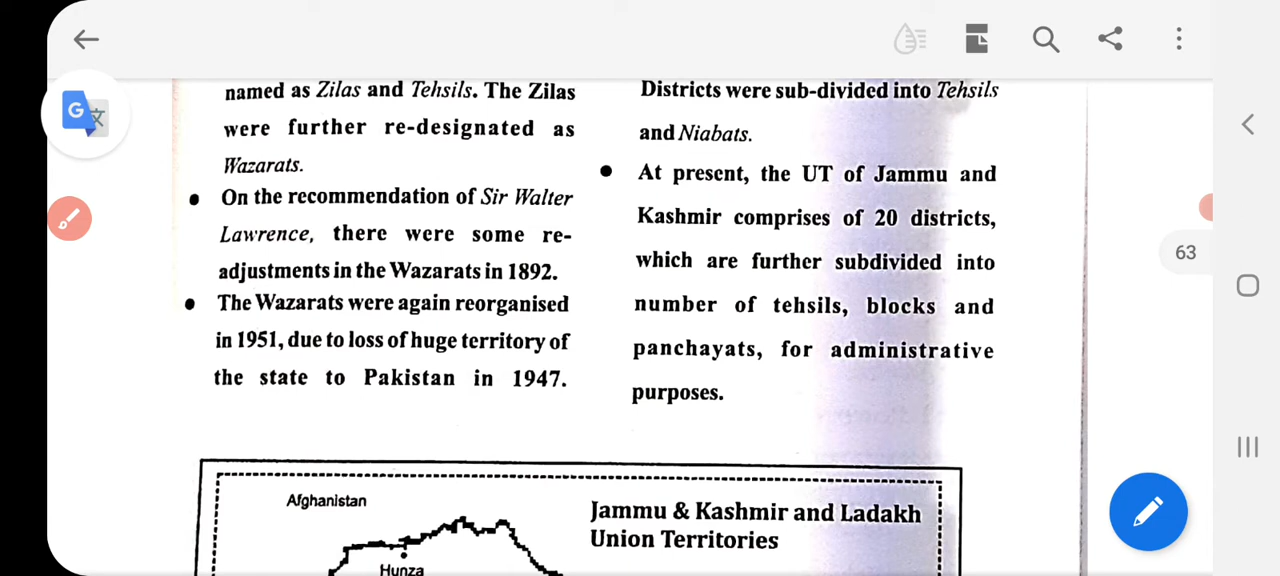 named as Zilas and Tehsils. The Zilas
were further re-designated as
Wazarats.
• On the recommendation of Sir Walter
Lawrence, there were some re-
adjustments in the Wazarats in 1892.
• The Wazarats were again reorganised
in 1951, due to loss of huge territory of
the state to Pakistan in 1947.
Districts were sub-divided into Tehsils
and Niabats.
• At present, the UT of Jammu and
Kashmir comprises of 20 districts,
which are further subdivided into
number of tehsils, blocks and
panchayats, for administrative
purposes.
63
Afghanistan
Hunza
Jammu & Kashmir and Ladakh
Union Territories
G